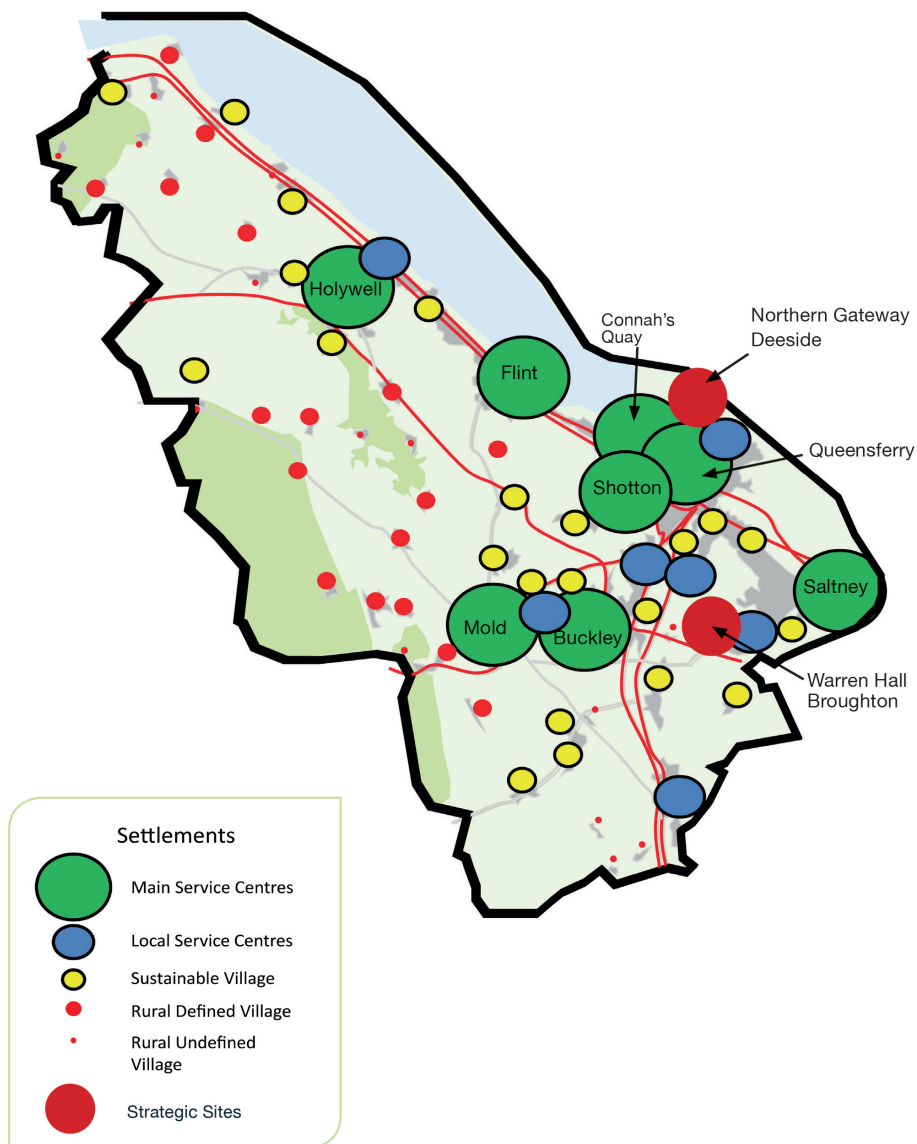 Holywell
Flint
Connah's
Quay
Northern Gateway
Deeside
Queensferry
Shotton
Saltney
Mold
Buckley
Warren Hall
Broughton
Settlements
Main Service Centres
Local Service Centres
Sustainable Village
Rural Defined Village
Rural Undefined
Village
Strategic Sites